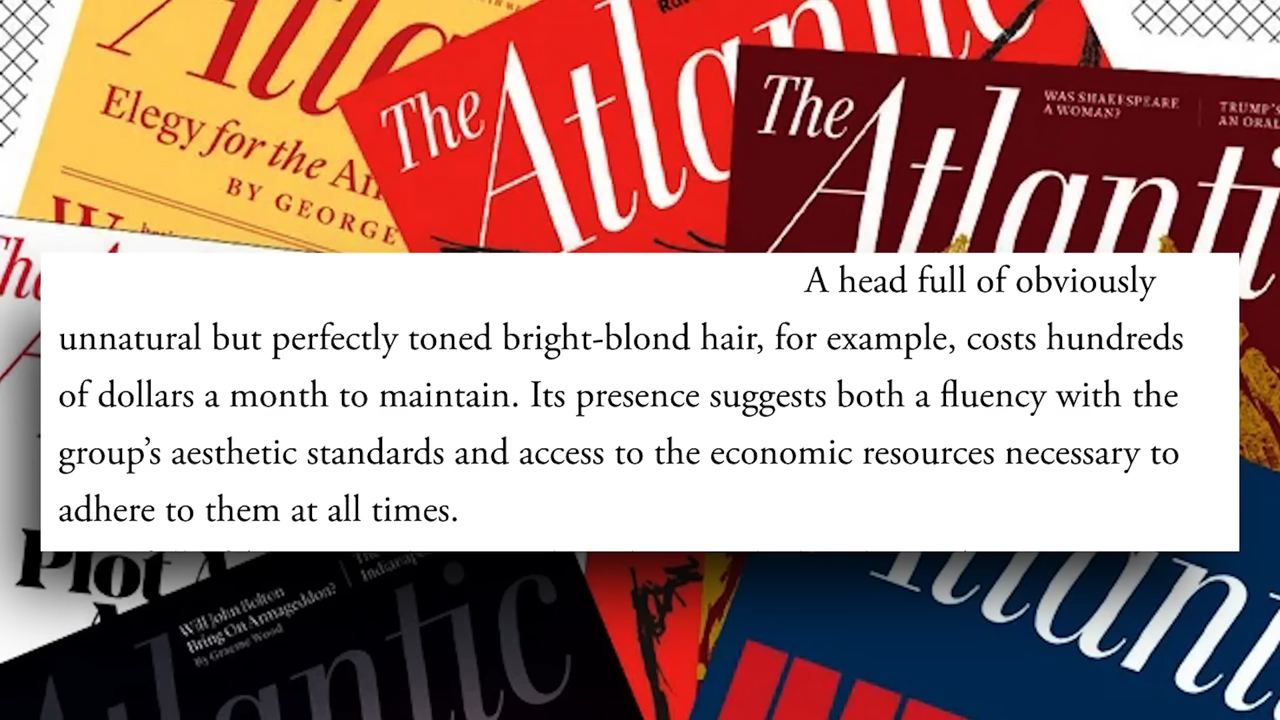 Atla
Elegy for the
BY GEORGE
The
Atla
The
Atlanti
WAS SHAKESPEARE
A WOMAN?
TRUMP'S
AN ORAL
A head full of obviously
unnatural but perfectly toned bright-blond hair, for example, costs hundreds
of dollars a month to maintain. Its presence suggests both a fluency with the
group’s aesthetic standards and access to the economic resources necessary to
adhere to them at all times.
Plot
Will John Bolton
Bring On Armageddon?
By Graeme Wood
Atlantic